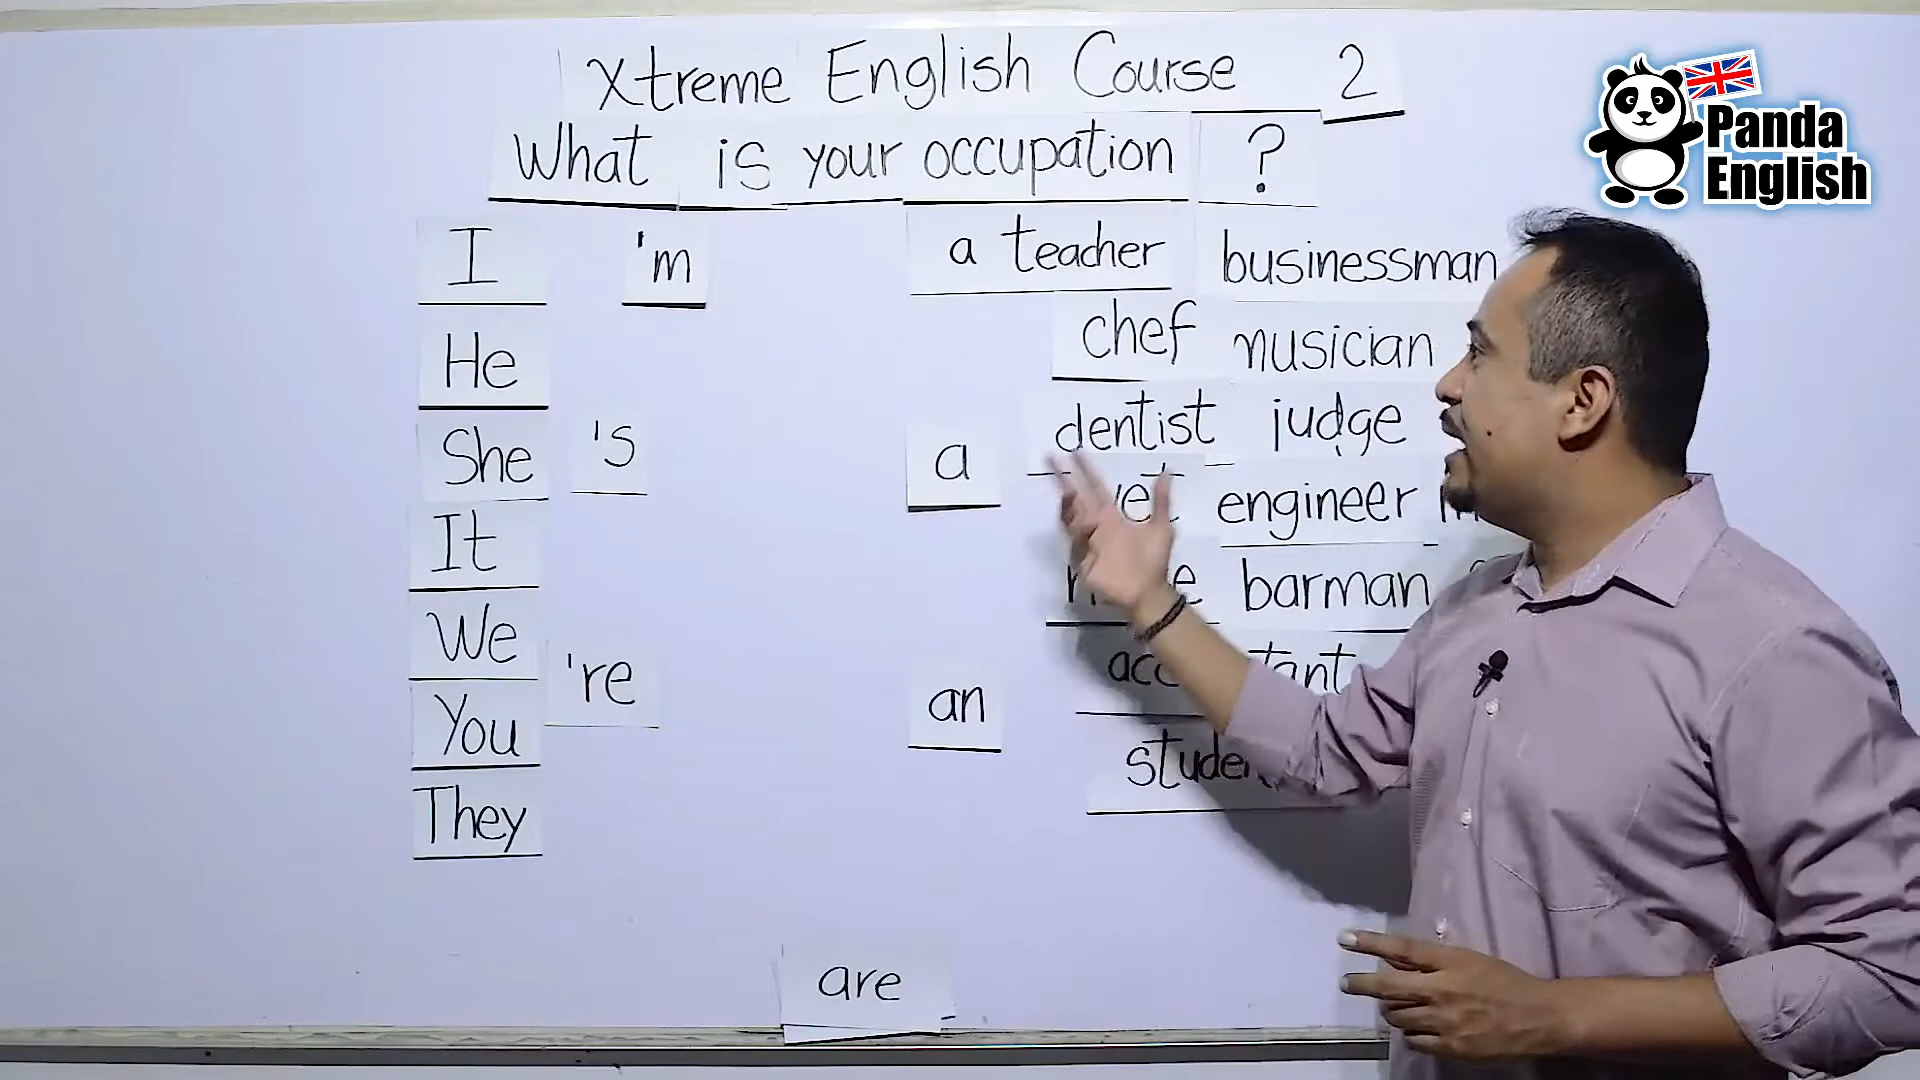 Xtreme English Course 2
What is your occupation ?
Panda
English
I 'm a teacher businessman
He chef musician
She 's a dentist judge
It vet engineer
We barman
You 're an
They
are